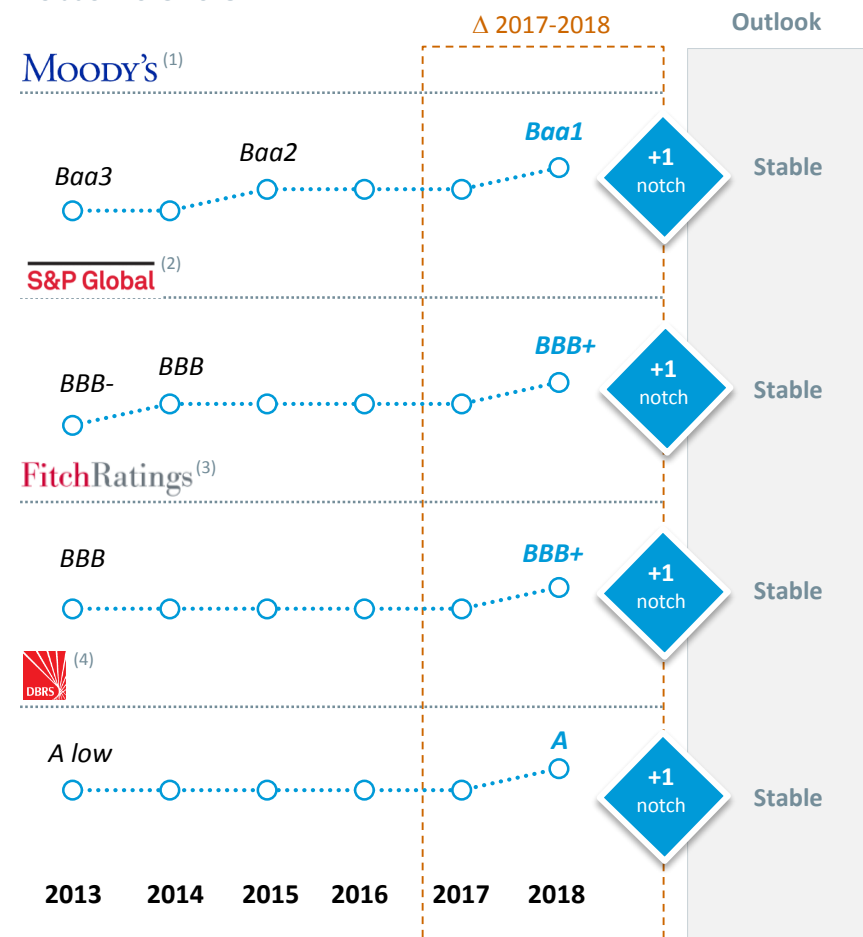 Δ 2017-2018
Outlook
MOODY'S (1)
Baa3
Baa2
Baa1
+1
notch
Stable
S&P Global (2)
BBB-
BBB
BBB+
+1
notch
Stable
FitchRatings (3)
BBB
BBB+
+1
notch
Stable
DBRS (4)
A low
A
+1
notch
Stable
2013 2014 2015 2016 2017 2018